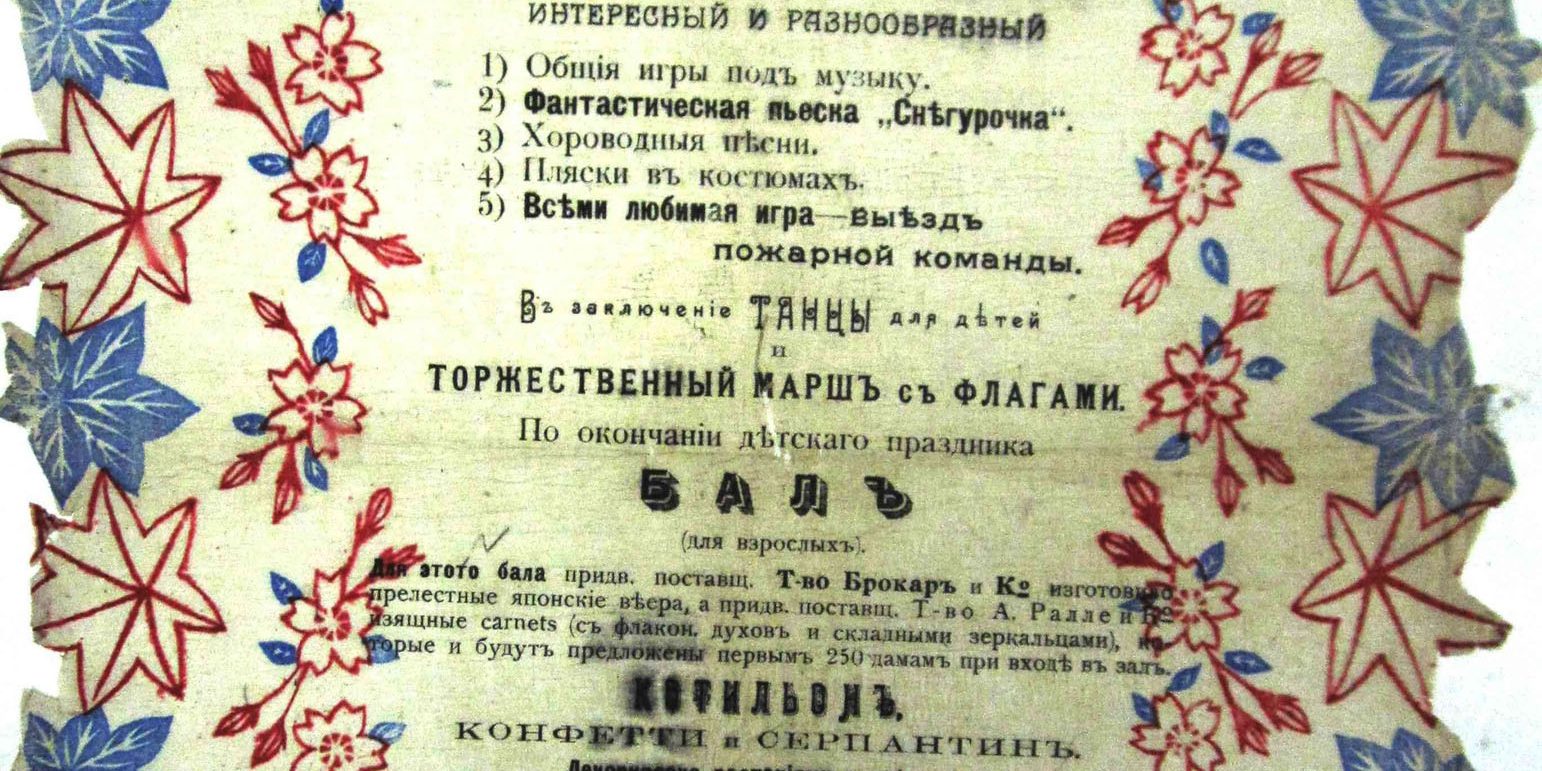 ИНТЕРЕСНЫЙ И РАЗНООБРАЗНЫЙ
1) Общія игры подъ музыку.
2) Фантастическая пьеска „Снѣгурочка“.
3) Хороводныя пѣсни.
4) Пляски въ костюмахъ.
5) Всѣми любимая игра—выѣздъ
пожарной команды.
Въ заключеніе ТАНЦЫ для дѣтей
и
ТОРЖЕСТВЕННЫЙ МАРШЪ съ ФЛАГАМИ.
По окончаніи дѣтскаго праздника
БАЛЪ
(для взрослыхъ).
Для этого бала придв. поставщ. Т-во Брокаръ и К⁰ изготовило
прелестные японскіе вѣера, а придв. поставщ. Т-во А. Ралле и К⁰
изящные carnets (съ флакон. духовъ и складными зеркальцами), ко-
торые и будутъ предложены первымъ 250 дамамъ при входѣ въ залъ.
КОТИЛЬОНЪ,
КОНФЕТТИ и СЕРПАНТИНЪ.